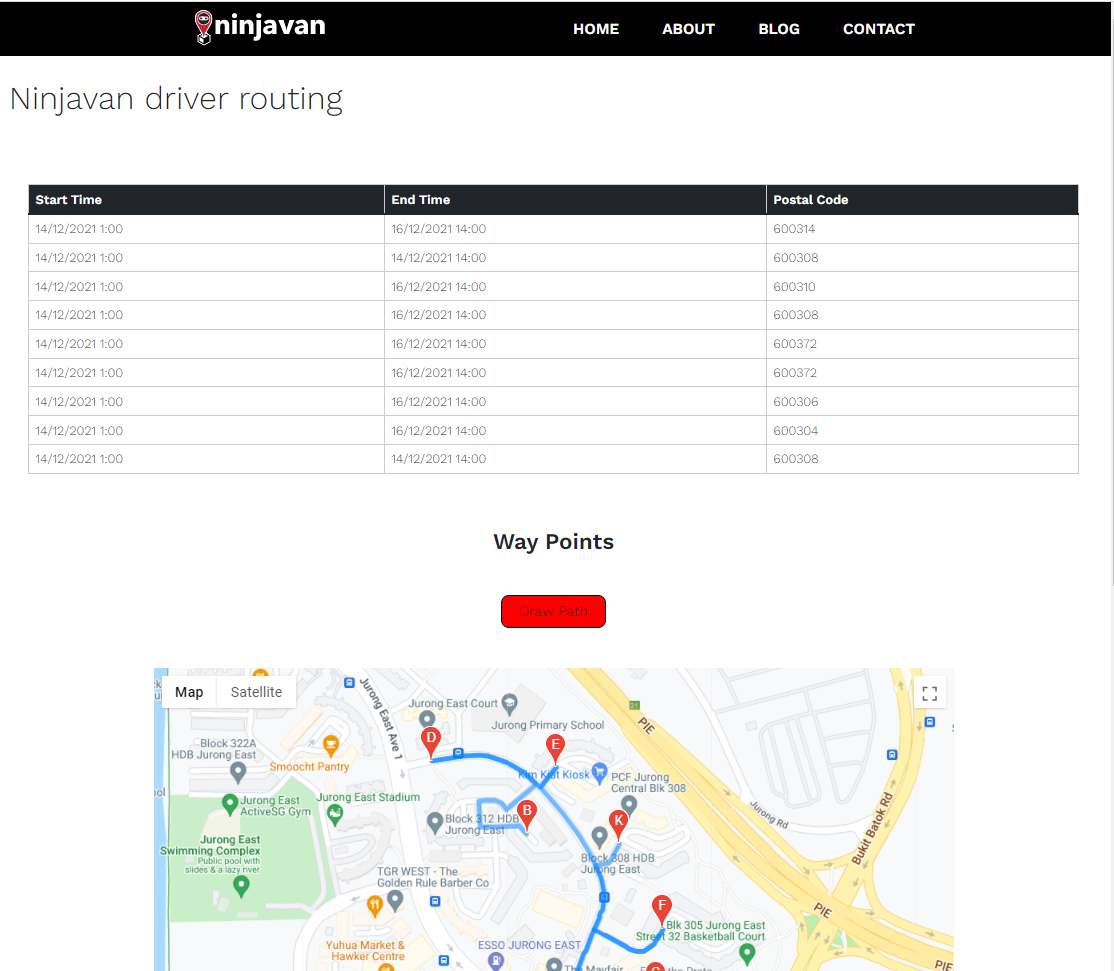 ninjavan
HOME ABOUT BLOG CONTACT
Ninjavan driver routing
Start Time End Time Postal Code
14/12/2021 1:00 16/12/2021 14:00 600314
14/12/2021 1:00 14/12/2021 14:00 600308
14/12/2021 1:00 16/12/2021 14:00 600310
14/12/2021 1:00 16/12/2021 14:00 600308
14/12/2021 1:00 16/12/2021 14:00 600372
14/12/2021 1:00 16/12/2021 14:00 600372
14/12/2021 1:00 16/12/2021 14:00 600306
14/12/2021 1:00 16/12/2021 14:00 600304
14/12/2021 1:00 14/12/2021 14:00 600308
Way Points
Draw Path
Map Satellite
Jurong East Ave 1
Jurong East Court
Jurong Primary School
PIE
D
E
Block 322A
HDB Jurong East
Smoocht Pantry
Kim Kiat Kiosk
PCF Jurong
Central Blk 308
Jurong East
ActiveSG Gym
Jurong East Stadium
B
K
Block 312 HDB
Jurong East
Jurong Rd
Bukit Batok Rd
Jurong East
Swimming Complex
Public pool with
slides & a lazy river
Block 308 HDB
Jurong East
TGR WEST - The
Golden Rule Barber Co
F
PIE
Blk 305 Jurong East
Street 32 Basketball Court
Yuhua Market &
Hawker Centre
ESSO JURONG EAST
The Mayfair
PIE